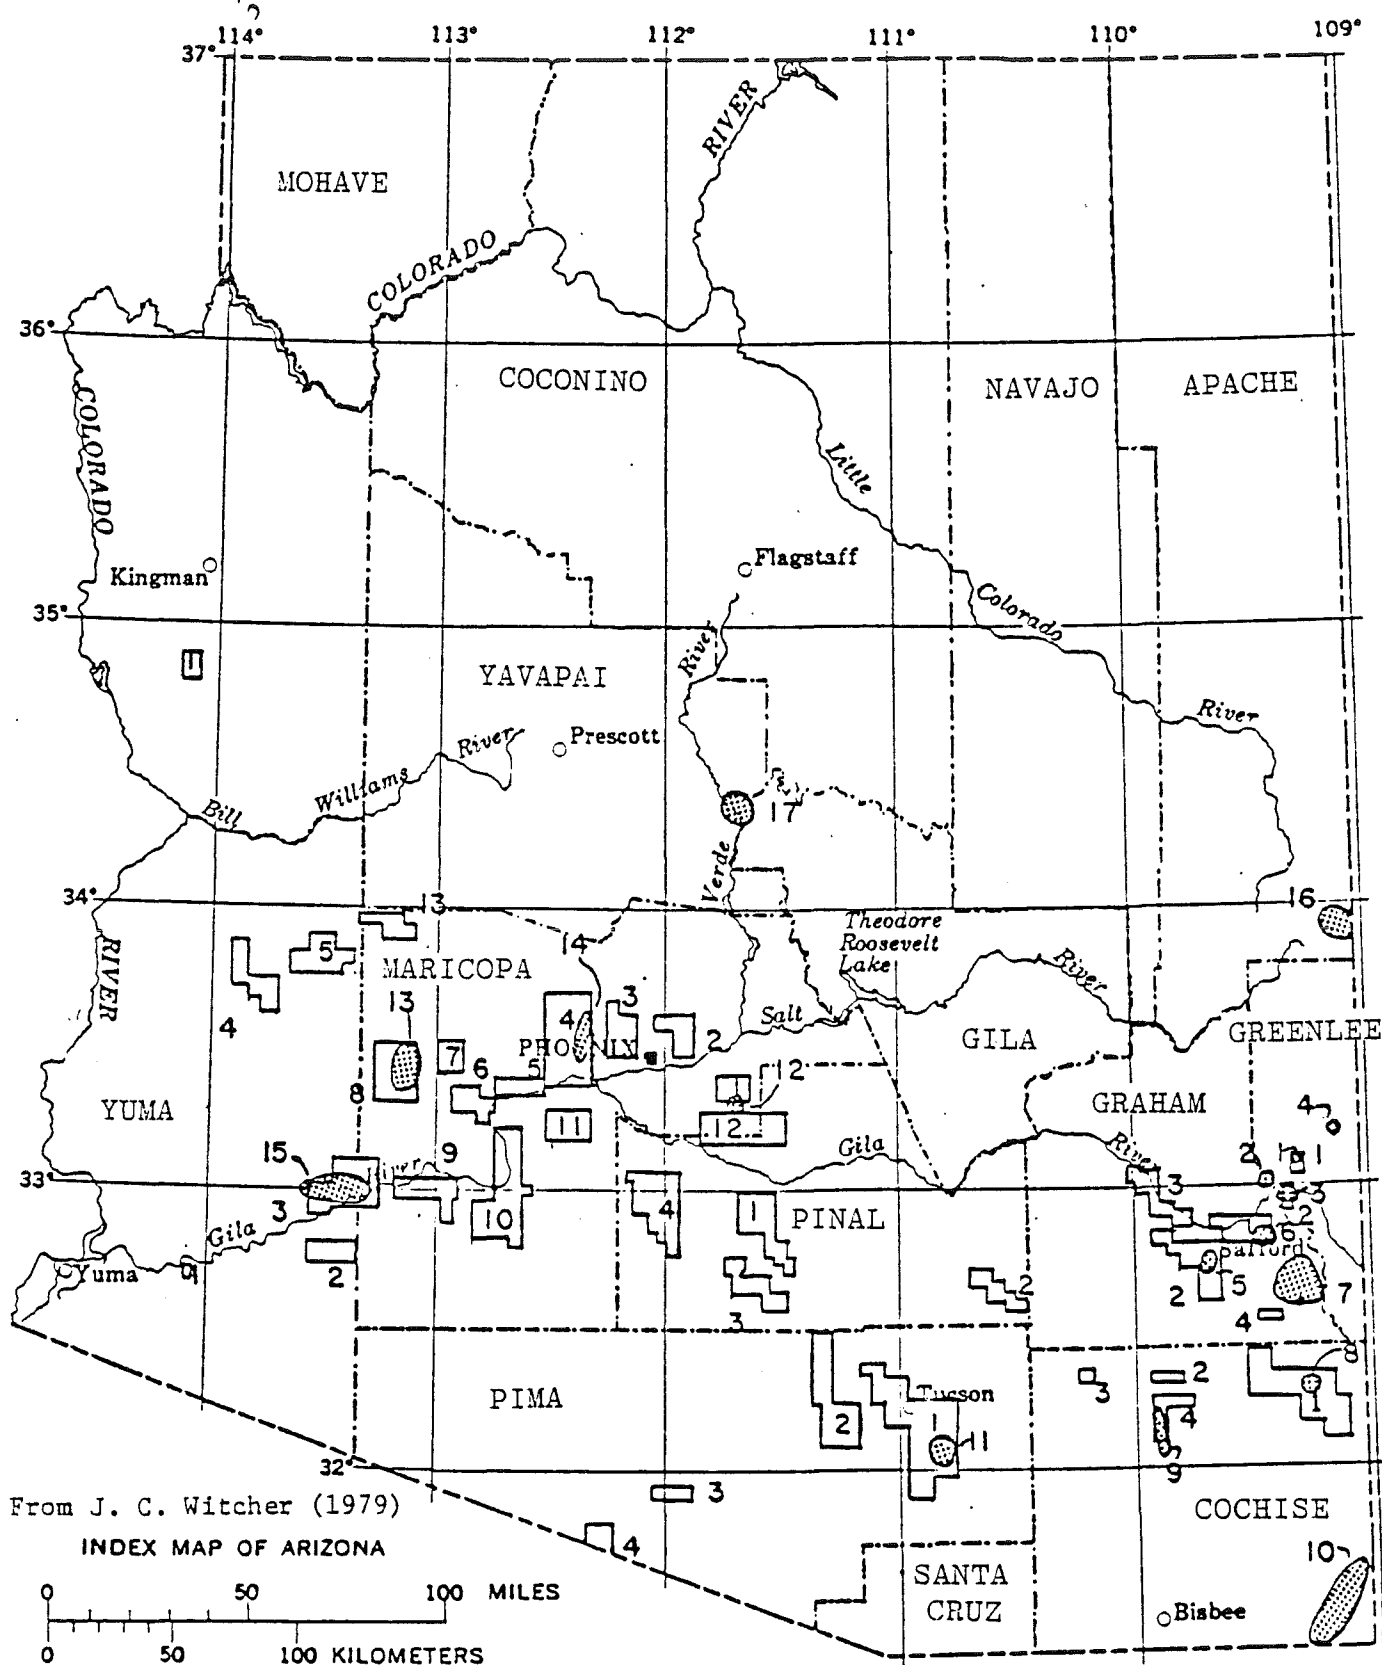 114° 113° 112° 111° 110° 109°
37°
RIVER
MOHAVE
COLORADO
36°
COCONINO NAVAJO APACHE
COLORADO
Little
Flagstaff
Kingman
35°
Colorado
River
1
YAVAPAI
River
River
Prescott
Williams
Bill
17
Verde
34°
13
16
Theodore
Roosevelt
Lake
14
RIVER
5
MARICOPA
River
13
4
3
4
Salt
GREENLEE
2
PHOENIX
GILA
7
6
5
12
8
1
YUMA
11
12
GRAHAM
4
9
Gila
River
15
River
2
1
33°
3
3
3
10
4
1
PINAL
2
Gila
6
Safford
Yuma
1
2
2
2
5
7
3
4
8
PIMA
Tucson
3
2
1
2
1
4
11
9
32°
3
From J. C. Witcher (1979)
COCHISE
INDEX MAP OF ARIZONA
4
10
SANTA
CRUZ
0 50 100 MILES
Bisbee
0 50 100 KILOMETERS